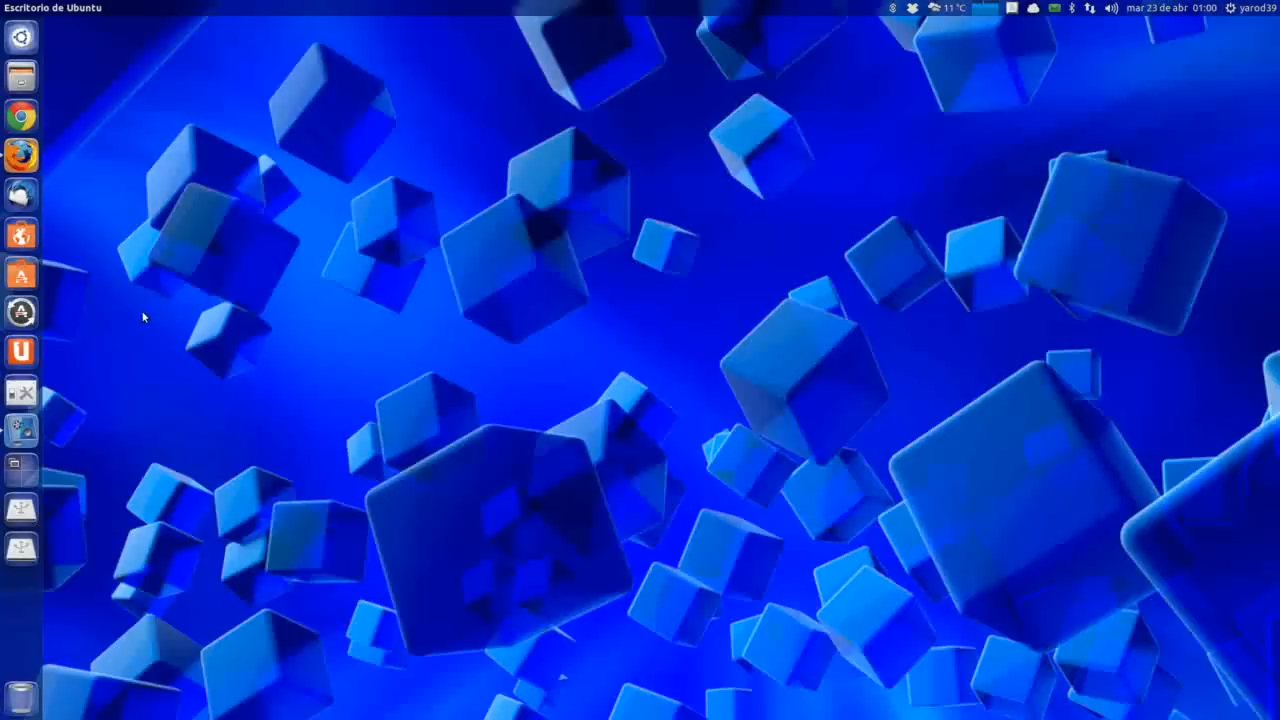 Escritorio de Ubuntu
11 °C
mar 23 de abr
01:00
yarod39